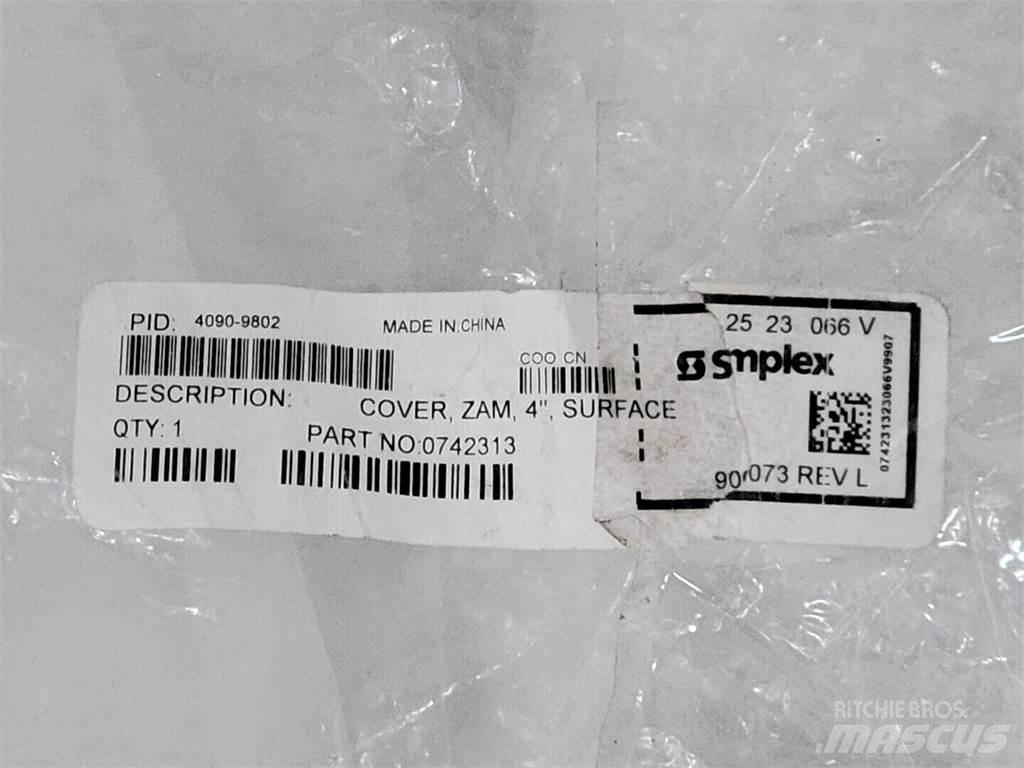 PID: 4090-9802
MADE IN:CHINA
COO CN
DESCRIPTION: COVER, ZAM, 4", SURFACE
QTY: 1
PART NO:0742313
25 23 066 V
smplex
073 REV L
074231323066V9907
RITCHIE BROS.
MASCUS